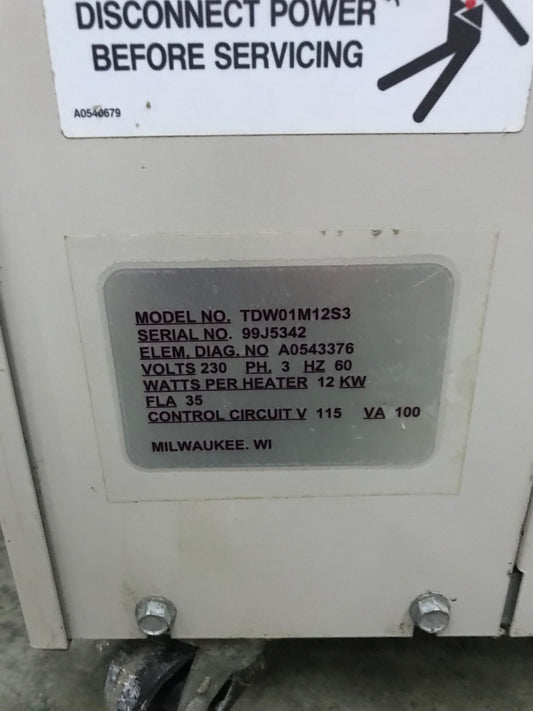 DISCONNECT POWER
BEFORE SERVICING
A0540679
MODEL NO. TDW01M12S3
SERIAL NO. 99J5342
ELEM. DIAG. NO A0543376
VOLTS 230 PH. 3 HZ 60
WATTS PER HEATER 12 KW
FLA 35
CONTROL CIRCUIT V 115 VA 100
MILWAUKEE. WI